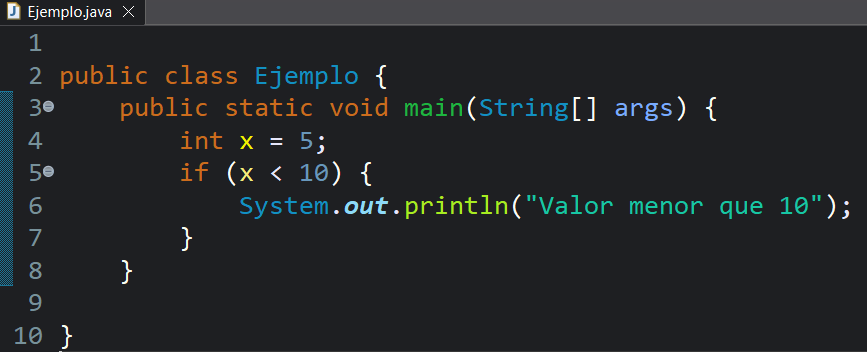 Ejemplo.java
1
2 public class Ejemplo {
3 public static void main(String[] args) {
4 int x = 5;
5 if (x < 10) {
6 System.out.println("Valor menor que 10");
7 }
8 }
9
10 }